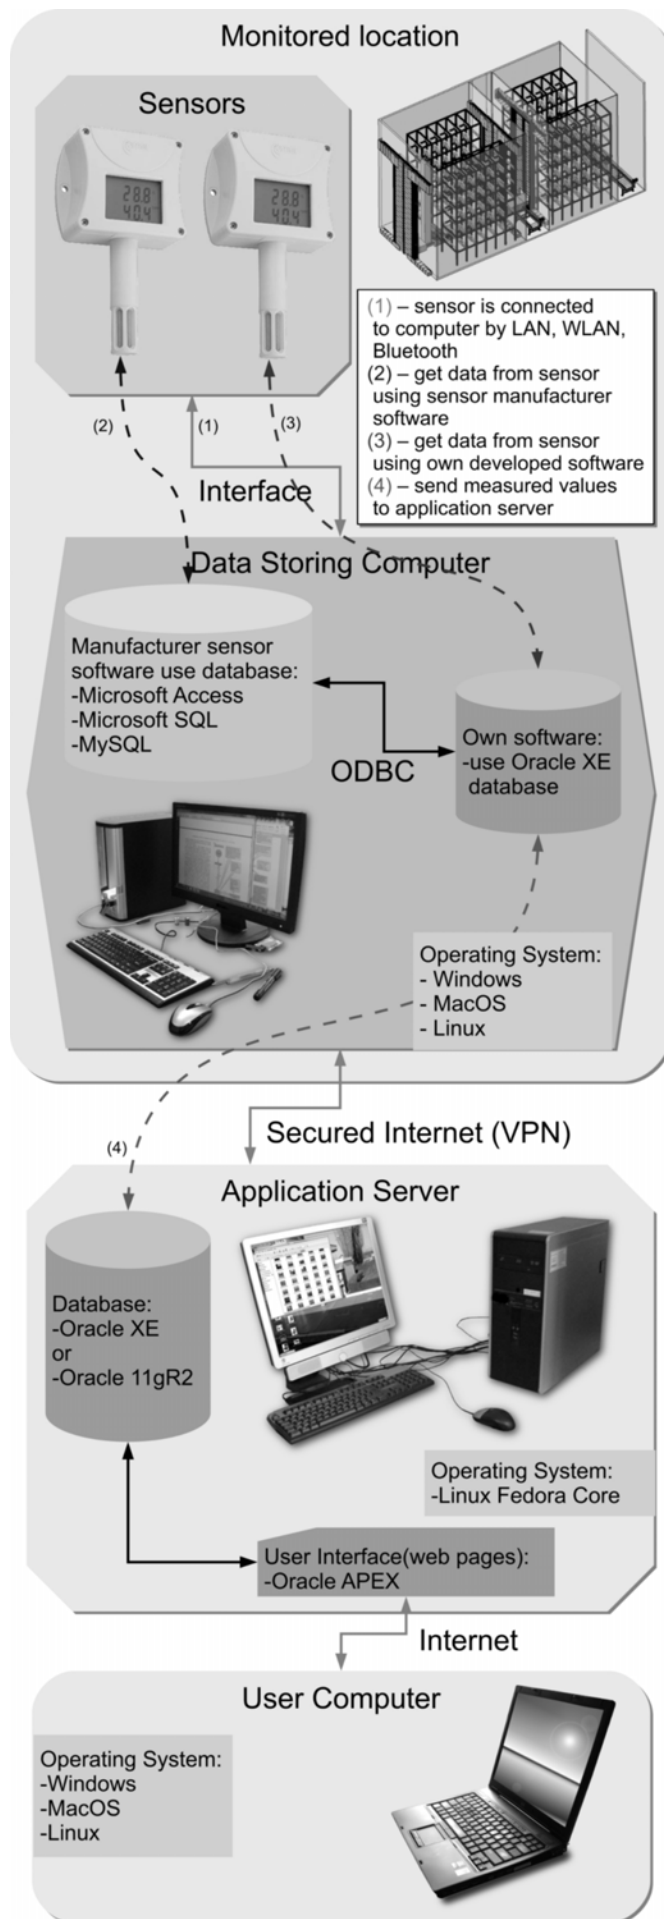 Monitored location
Sensors
28.8
40.4
28.8
40.4
(1) – sensor is connected
to computer by LAN, WLAN,
Bluetooth
(2) – get data from sensor
using sensor manufacturer
software
(3) – get data from sensor
using own developed software
(4) – send measured values
to application server
(2)
(1)
(3)
Interface
Data Storing Computer
Manufacturer sensor
software use database:
-Microsoft Access
-Microsoft SQL
-MySQL
Own software:
-use Oracle XE
database
ODBC
Operating System:
- Windows
- MacOS
- Linux
(4)
Secured Internet (VPN)
Application Server
Database:
-Oracle XE
or
-Oracle 11gR2
Operating System:
-Linux Fedora Core
User Interface(web pages):
-Oracle APEX
Internet
User Computer
Operating System:
-Windows
-MacOS
-Linux